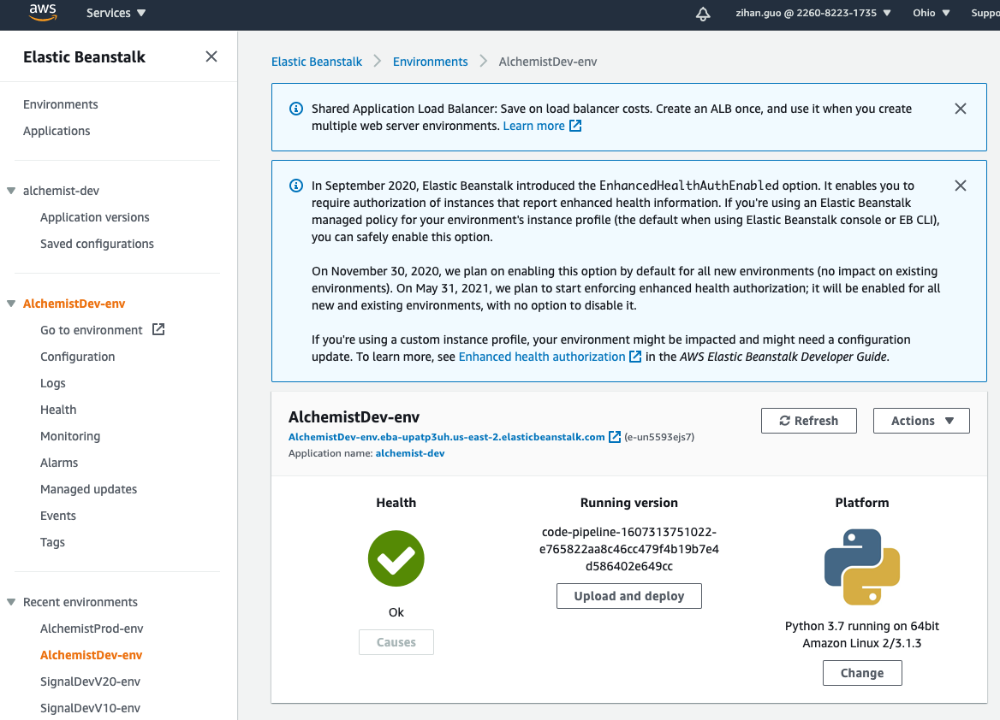 aws
Services
zihan.guo @ 2260-8223-1735
Ohio
Suppo
Elastic Beanstalk
Environments
Applications
alchemist-dev
Application versions
Saved configurations
AlchemistDev-env
Go to environment
Configuration
Logs
Health
Monitoring
Alarms
Managed updates
Events
Tags
Recent environments
AlchemistProd-env
AlchemistDev-env
SignalDevV20-env
SignalDevV10-env
Elastic Beanstalk
Environments
AlchemistDev-env
Shared Application Load Balancer: Save on load balancer costs. Create an ALB once, and use it when you create
multiple web server environments. Learn more
In September 2020, Elastic Beanstalk introduced the EnhancedHealthAuthEnabled option. It enables you to
require authorization of instances that report enhanced health information. If you're using an Elastic Beanstalk
managed policy for your environment's instance profile (the default when using Elastic Beanstalk console or EB CLI),
you can safely enable this option.
On November 30, 2020, we plan on enabling this option by default for all new environments (no impact on existing
environments). On May 31, 2021, we plan to start enforcing enhanced health authorization; it will be enabled for all
new and existing environments, with no option to disable it.
If you're using a custom instance profile, your environment might be impacted and might need a configuration
update. To learn more, see Enhanced health authorization in the AWS Elastic Beanstalk Developer Guide.
AlchemistDev-env
AlchemistDev-env.eba-upatp3uh.us-east-2.elasticbeanstalk.com (e-un5593ejs7)
Application name: alchemist-dev
Refresh
Actions
Health
Ok
Causes
Running version
code-pipeline-1607313751022-
e765822aa8c46cc479f4b19b7e4
d586402e649cc
Upload and deploy
Platform
Python 3.7 running on 64bit
Amazon Linux 2/3.1.3
Change